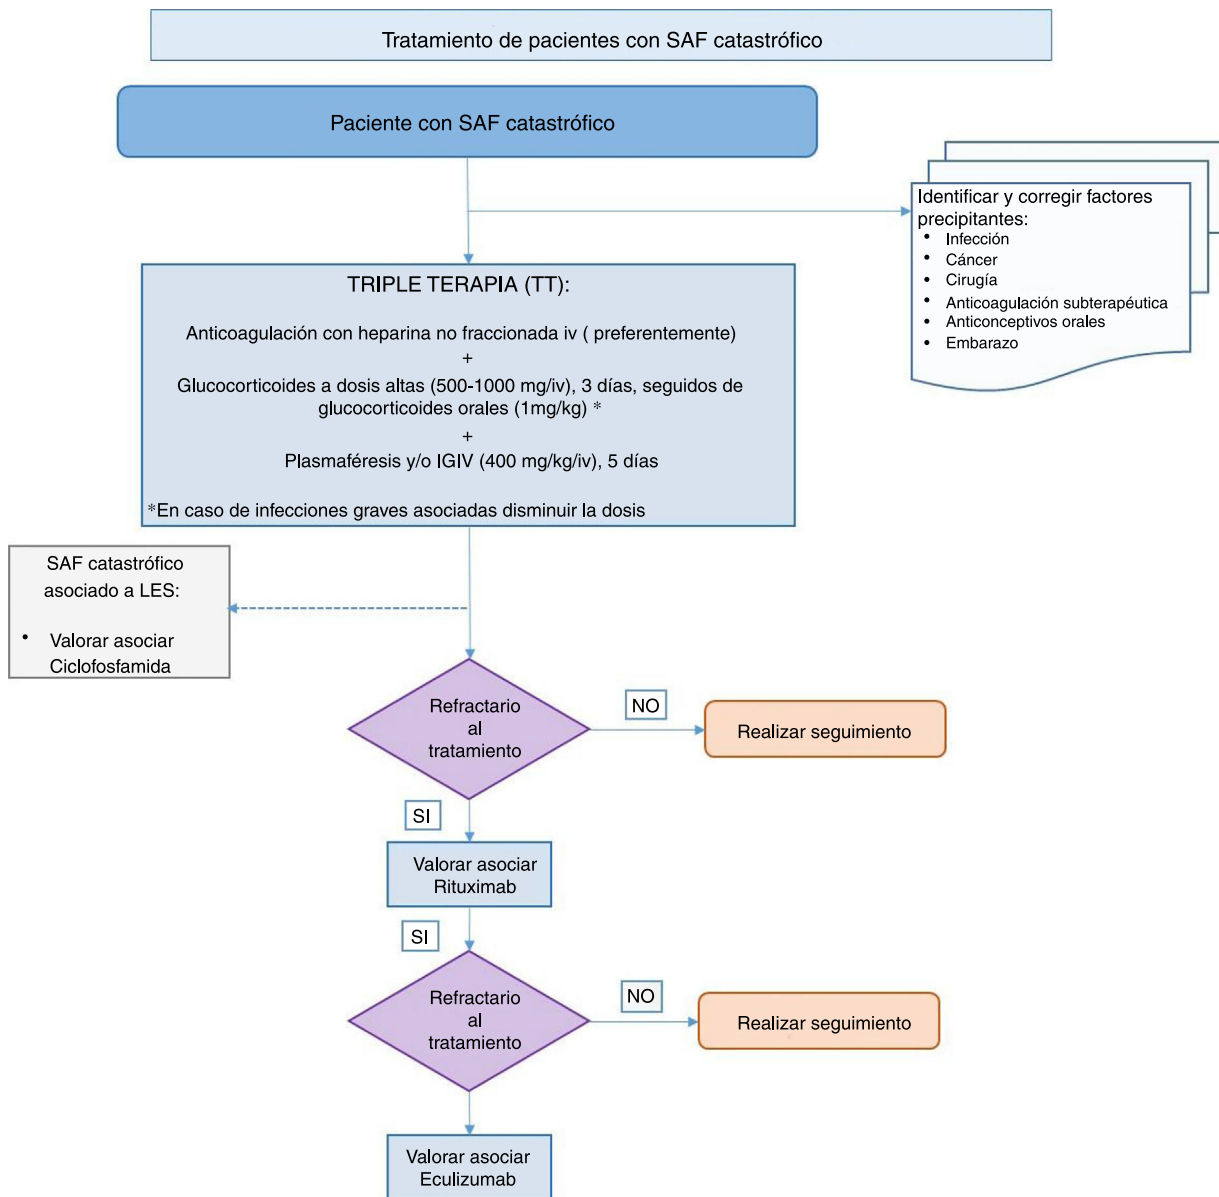 Tratamiento de pacientes con SAF catastrófico
Paciente con SAF catastrófico
Identificar y corregir factores
precipitantes:
• Infección
• Cáncer
• Cirugía
• Anticoagulación subterapéutica
• Anticonceptivos orales
• Embarazo
TRIPLE TERAPIA (TT):
Anticoagulación con heparina no fraccionada iv ( preferentemente)
+
Glucocorticoides a dosis altas (500-1000 mg/iv), 3 días, seguidos de
glucocorticoides orales (1mg/kg) *
+
Plasmaféresis y/o IGIV (400 mg/kg/iv), 5 días
*En caso de infecciones graves asociadas disminuir la dosis
SAF catastrófico
asociado a LES:
• Valorar asociar
Ciclofosfamida
Refractario
al
tratamiento
NO
Realizar seguimiento
SI
Valorar asociar
Rituximab
SI
Refractario
al
tratamiento
NO
Realizar seguimiento
Valorar asociar
Eculizumab